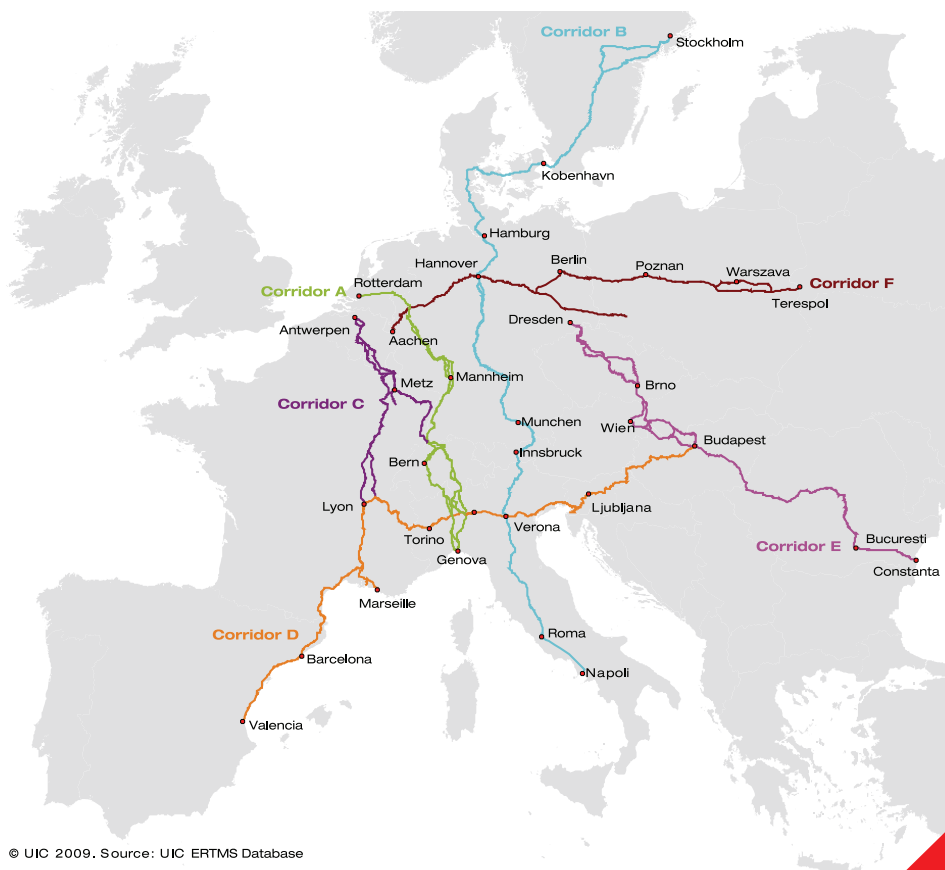 Corridor B
Stockholm
Kobenhavn
Hamburg
Hannover
Berlin
Poznan
Warszava
Corridor F
Terespol
Corridor A
Rotterdam
Antwerpen
Aachen
Dresden
Metz
Mannheim
Brno
Corridor C
Munchen
Wien
Budapest
Innsbruck
Bern
Lyon
Ljubljana
Torino
Verona
Genova
Corridor E
Bucuresti
Constanta
Marseille
Corridor D
Roma
Barcelona
Napoli
Valencia
© UIC 2009. Source: UIC ERTMS Database